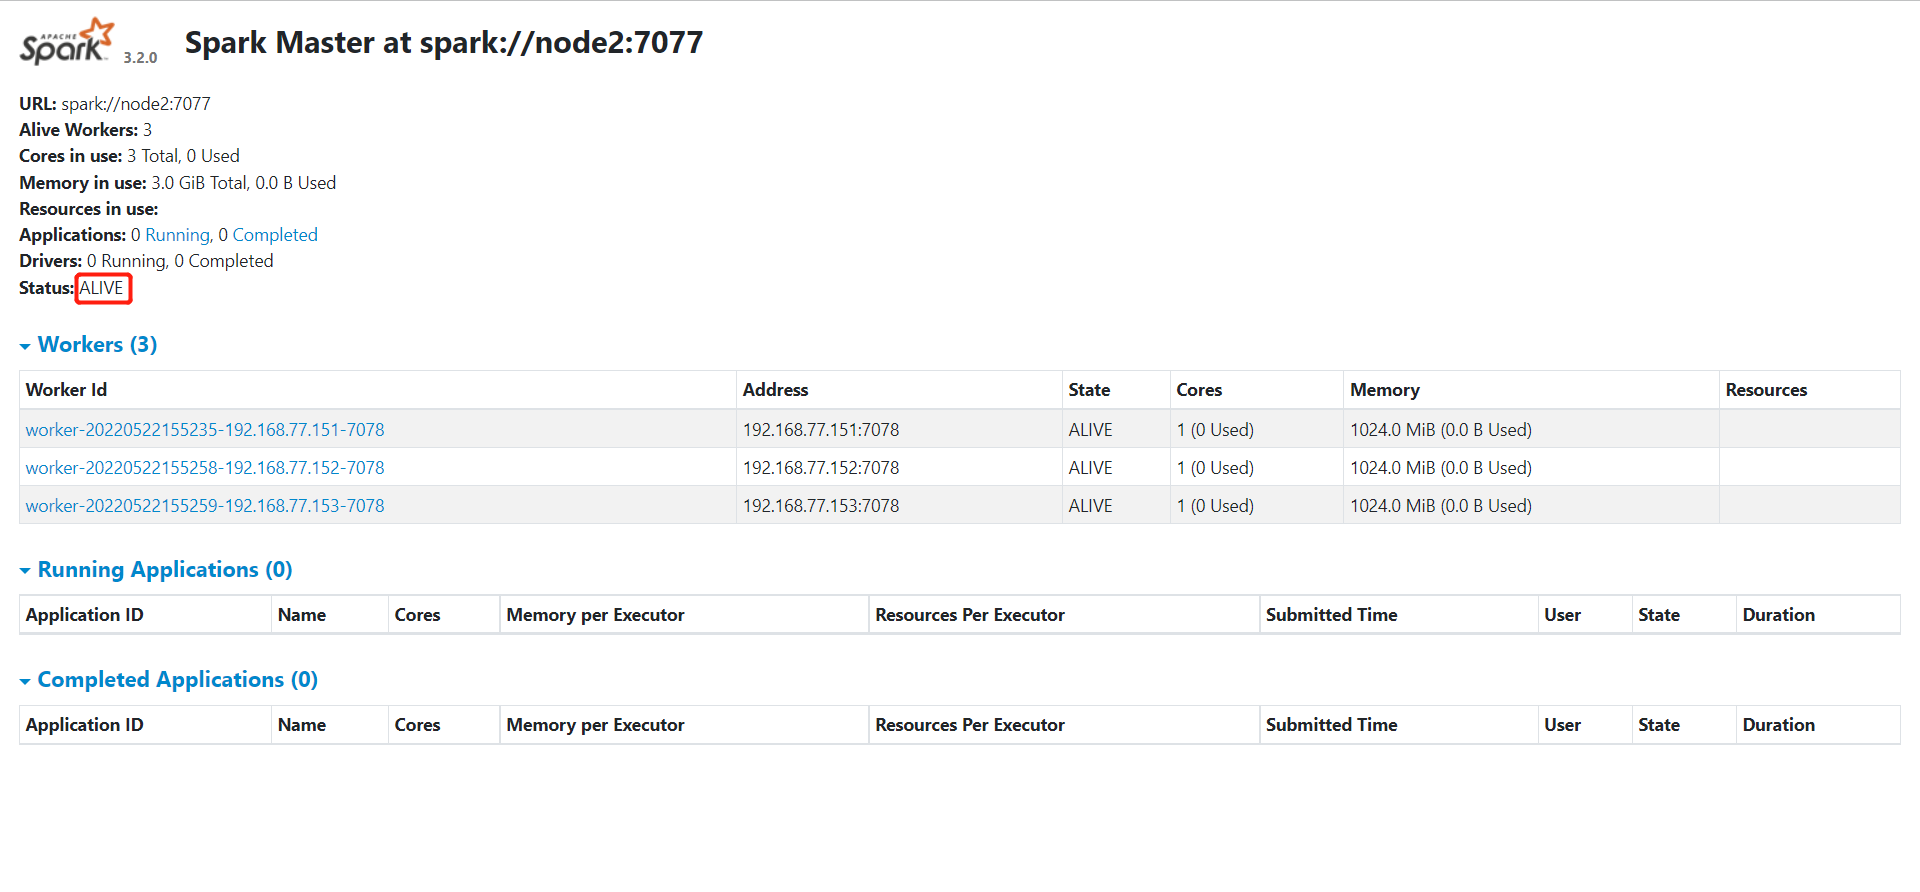 APACHE
Spark 3.2.0 Spark Master at spark://node2:7077
URL: spark://node2:7077
Alive Workers: 3
Cores in use: 3 Total, 0 Used
Memory in use: 3.0 GiB Total, 0.0 B Used
Resources in use:
Applications: 0 Running, 0 Completed
Drivers: 0 Running, 0 Completed
Status: ALIVE
Workers (3)
Worker Id Address State Cores Memory Resources
worker-20220522155235-192.168.77.151-7078 192.168.77.151:7078 ALIVE 1 (0 Used) 1024.0 MiB (0.0 B Used)
worker-20220522155258-192.168.77.152-7078 192.168.77.152:7078 ALIVE 1 (0 Used) 1024.0 MiB (0.0 B Used)
worker-20220522155259-192.168.77.153-7078 192.168.77.153:7078 ALIVE 1 (0 Used) 1024.0 MiB (0.0 B Used)
Running Applications (0)
Application ID Name Cores Memory per Executor Resources Per Executor Submitted Time User State Duration
Completed Applications (0)
Application ID Name Cores Memory per Executor Resources Per Executor Submitted Time User State Duration